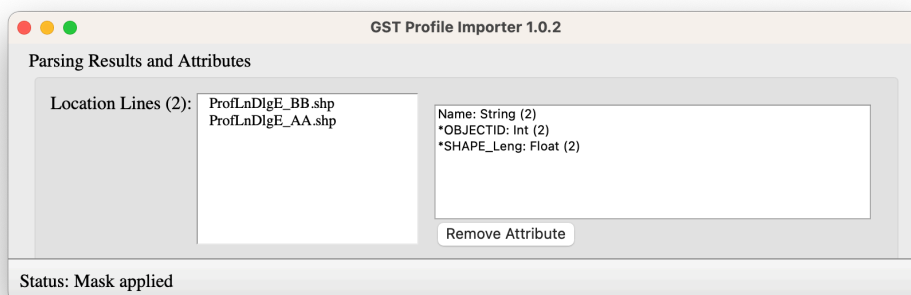 GST Profile Importer 1.0.2
Parsing Results and Attributes
Location Lines (2):
ProfLnDlgE_BB.shp
ProfLnDlgE_AA.shp
Name: String (2)
*OBJECTID: Int (2)
*SHAPE_Leng: Float (2)
Remove Attribute
Status: Mask applied